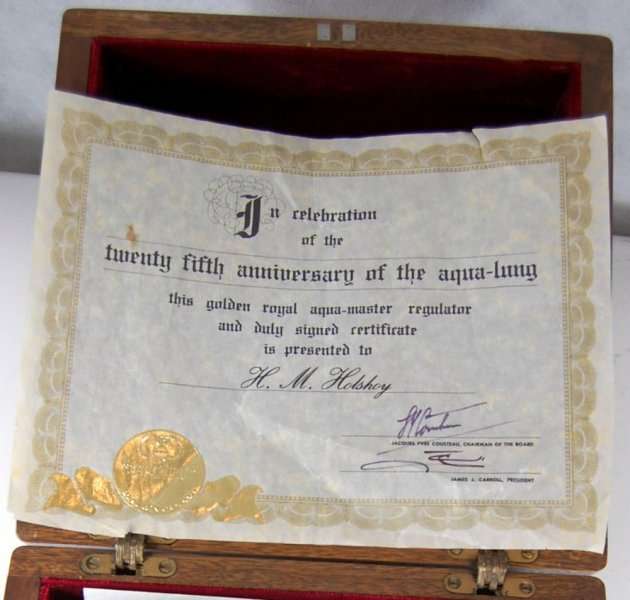 In celebration
of the
twenty fifth anniversary of the aqua-lung
this golden royal aqua-master regulator
and duly signed certificate
is presented to
H. M. Holshoy
JACQUES YVES COUSTEAU, CHAIRMAN OF THE BOARD
JAMES J. CARROLL, PRESIDENT